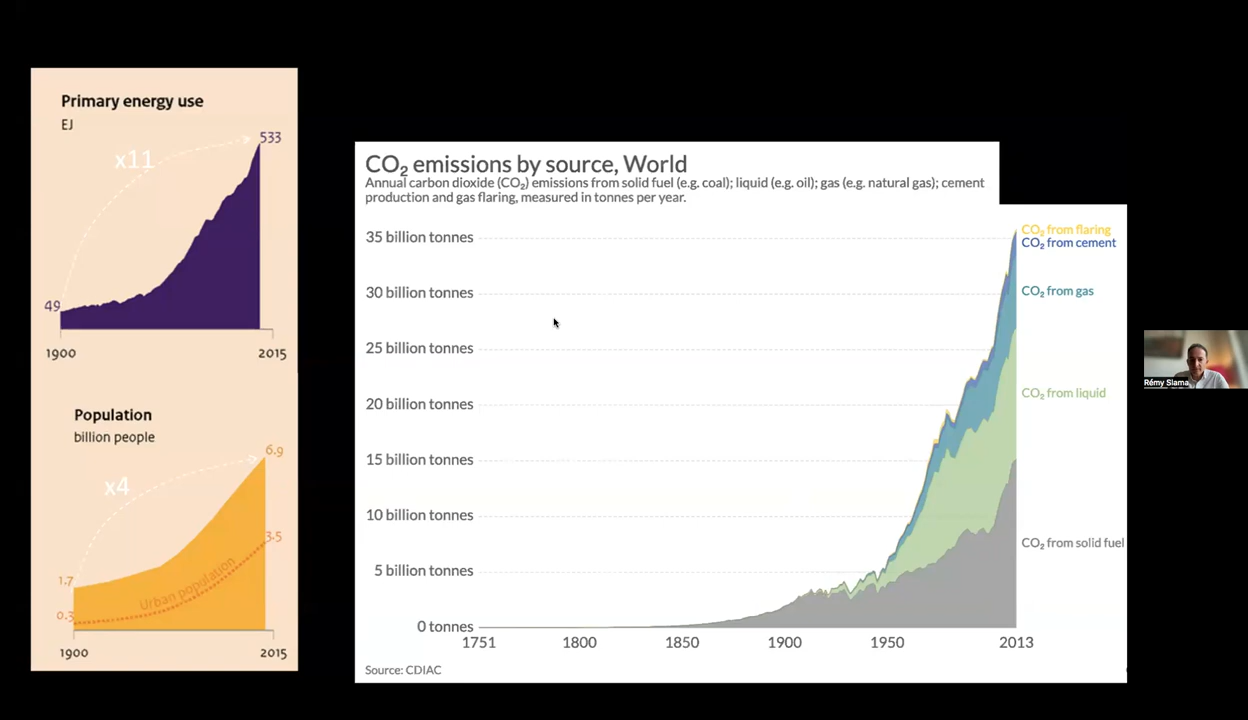 Primary energy use
EJ
x11
533
49
1900
2015
Population
billion people
x4
6.9
3.5
1.7
Urban population
0.3
1900
2015
CO₂ emissions by source, World
Annual carbon dioxide (CO₂) emissions from solid fuel (e.g. coal); liquid (e.g. oil); gas (e.g. natural gas); cement
production and gas flaring, measured in tonnes per year.
35 billion tonnes
30 billion tonnes
25 billion tonnes
20 billion tonnes
15 billion tonnes
10 billion tonnes
5 billion tonnes
0 tonnes
1751
1800
1850
1900
1950
2013
CO₂ from flaring
CO₂ from cement
CO₂ from gas
CO₂ from liquid
CO₂ from solid fuel
Source: CDIAC
Rémy Slama